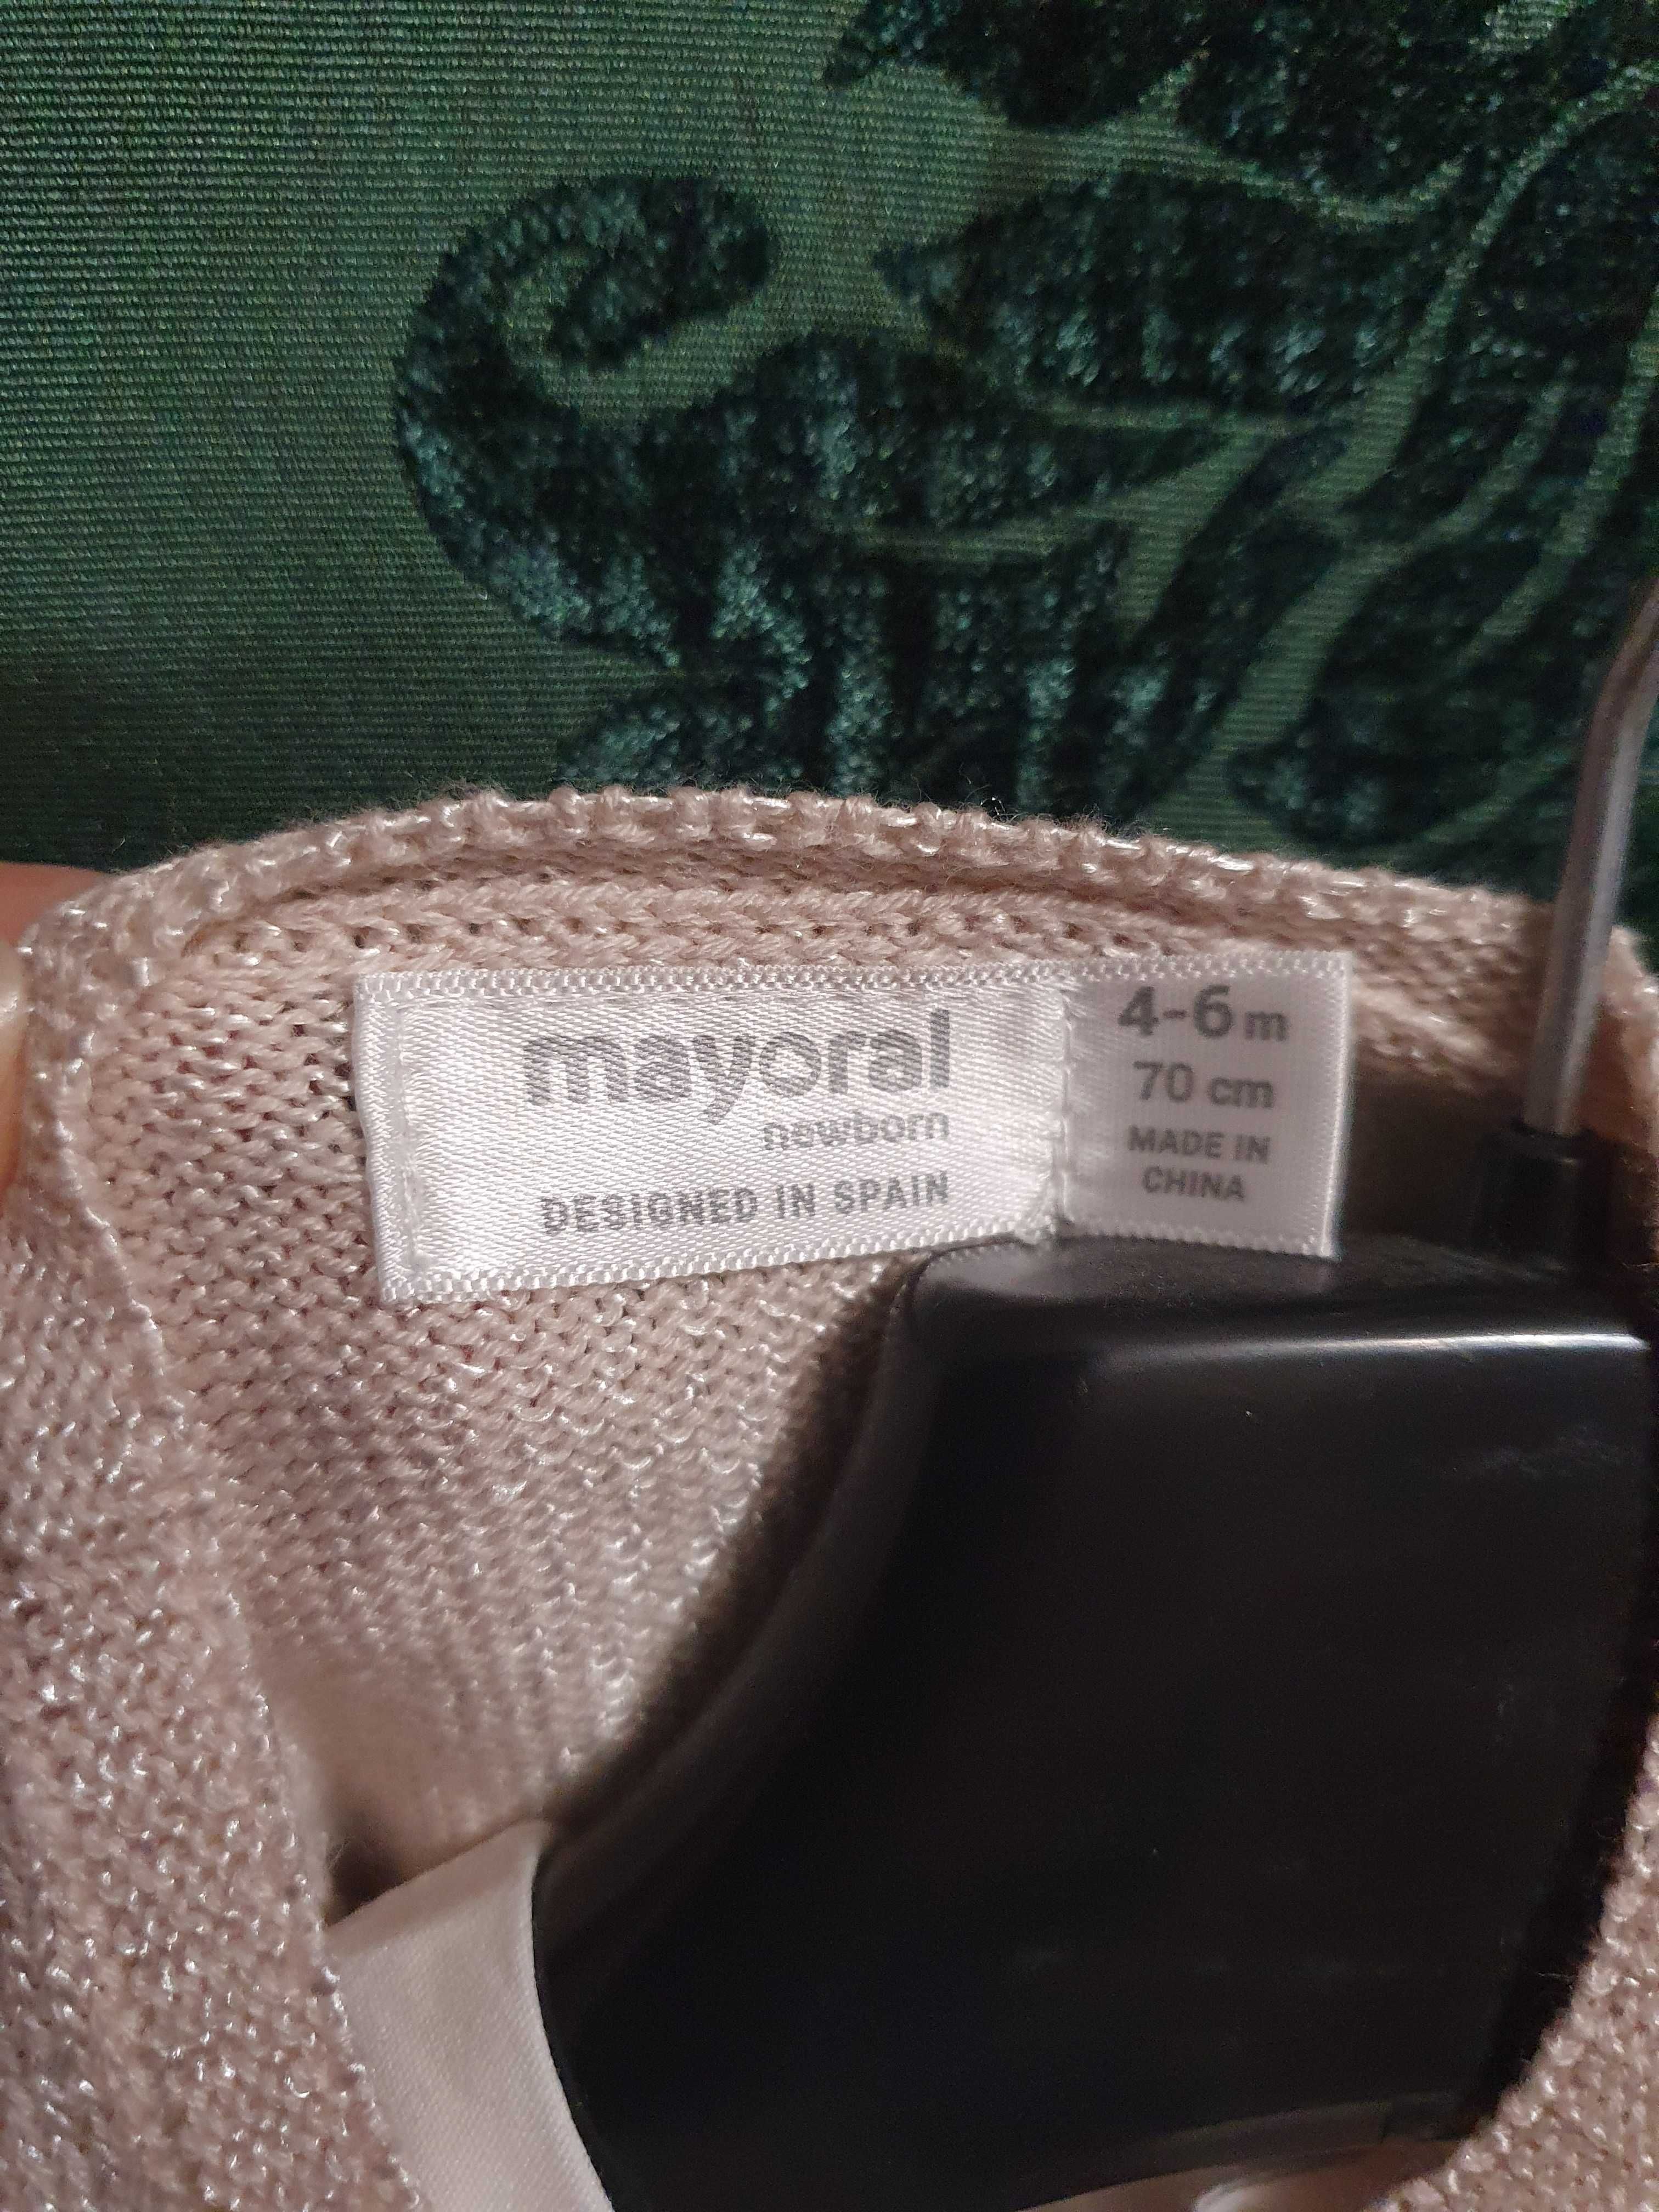 mayoral
newborn
DESIGNED IN SPAIN
4-6 m
70 cm
MADE IN
CHINA